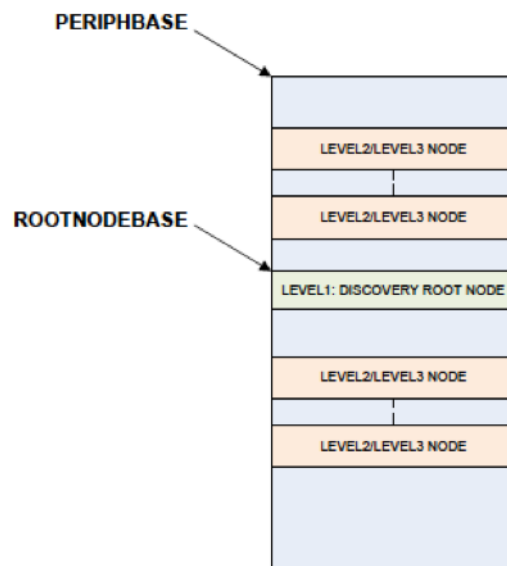 PERIPHBASE
LEVEL2/LEVEL3 NODE
LEVEL2/LEVEL3 NODE
ROOTNODEBASE
LEVEL1: DISCOVERY ROOT NODE
LEVEL2/LEVEL3 NODE
LEVEL2/LEVEL3 NODE